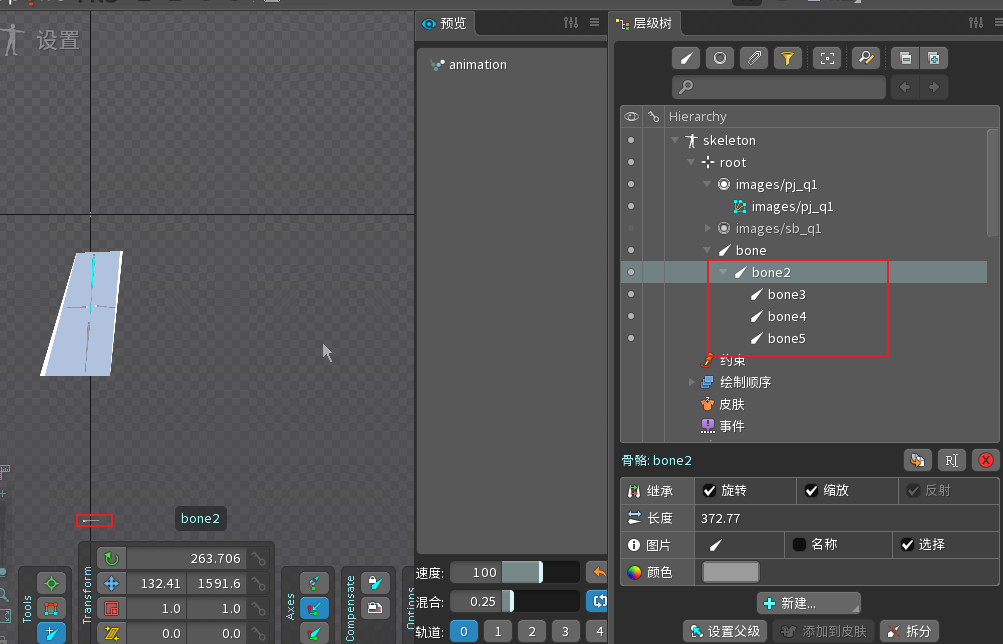 设置
预览
animation
层级树
Hierarchy
skeleton
root
images/pj_q1
images/pj_q1
images/sb_q1
bone
bone2
bone3
bone4
bone5
约束
绘制顺序
皮肤
事件
骨骼: bone2
继承 旋转 缩放 反射
长度 372.77
图片 名称 选择
颜色
新建...
设置父级 添加到皮肤 拆分
bone2
Tools
Transform
263.706
132.41 1591.6
1.0 1.0
0.0 0.0
Axes
Compensate
Options
速度: 100
混合: 0.25
轨道: 0 1 2 3 4